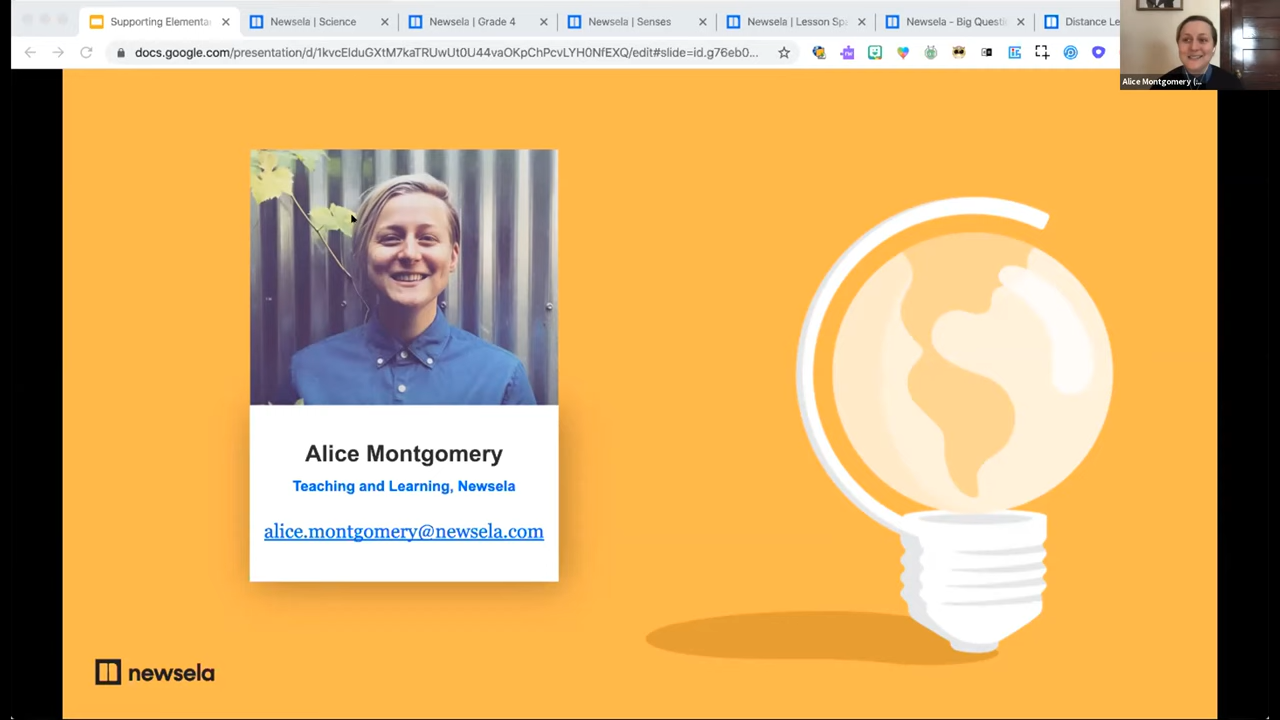 Supporting Elementa
Newsela | Science
Newsela | Grade 4
Newsela | Senses
Newsela | Lesson Spa
Newsela - Big Questi
Distance Le
docs.google.com/presentation/d/1kvcEIduGXtM7kaTRUwUt0U44vaOKpChPcvLYH0NfEXQ/edit#slide=id.g76eb0...
Alice Montgomery (...
Alice Montgomery
Teaching and Learning, Newsela
alice.montgomery@newsela.com
newsela